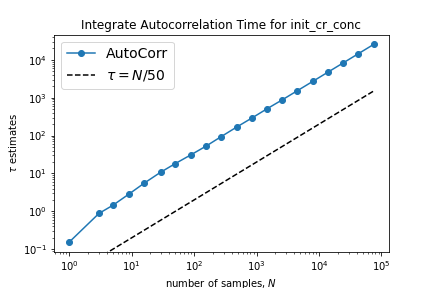 Integrate Autocorrelation Time for init_cr_conc
AutoCorr
τ = N/50
τ estimates
10⁴
10³
10²
10¹
10⁰
10⁻¹
10⁰ 10¹ 10² 10³ 10⁴ 10⁵
number of samples, N